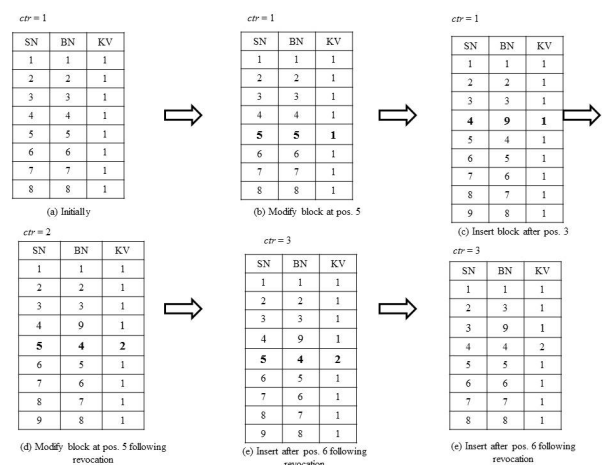 ctr = 1
SN BN KV
1 1 1
2 2 1
3 3 1
4 4 1
5 5 1
6 6 1
7 7 1
8 8 1
(a) Initially
ctr = 1
SN BN KV
1 1 1
2 2 1
3 3 1
4 4 1
5 5 1
6 6 1
7 7 1
8 8 1
(b) Modify block at pos. 5
ctr = 1
SN BN KV
1 1 1
2 2 1
3 3 1
4 9 1
5 4 1
6 5 1
7 6 1
8 7 1
9 8 1
(c) Insert block after pos. 3
ctr = 2
SN BN KV
1 1 1
2 2 1
3 3 1
4 9 1
5 4 2
6 5 1
7 6 1
8 7 1
9 8 1
(d) Modify block at pos. 5 following
revocation
ctr = 3
SN BN KV
1 1 1
2 2 1
3 3 1
4 9 1
5 4 2
6 5 1
7 6 1
8 7 1
9 8 1
(e) Insert after pos. 6 following
revocation
ctr = 3
SN BN KV
1 1 1
2 3 1
3 9 1
4 4 2
5 5 1
6 6 1
7 7 1
8 8 1
(e) Insert after pos. 6 following
revocation